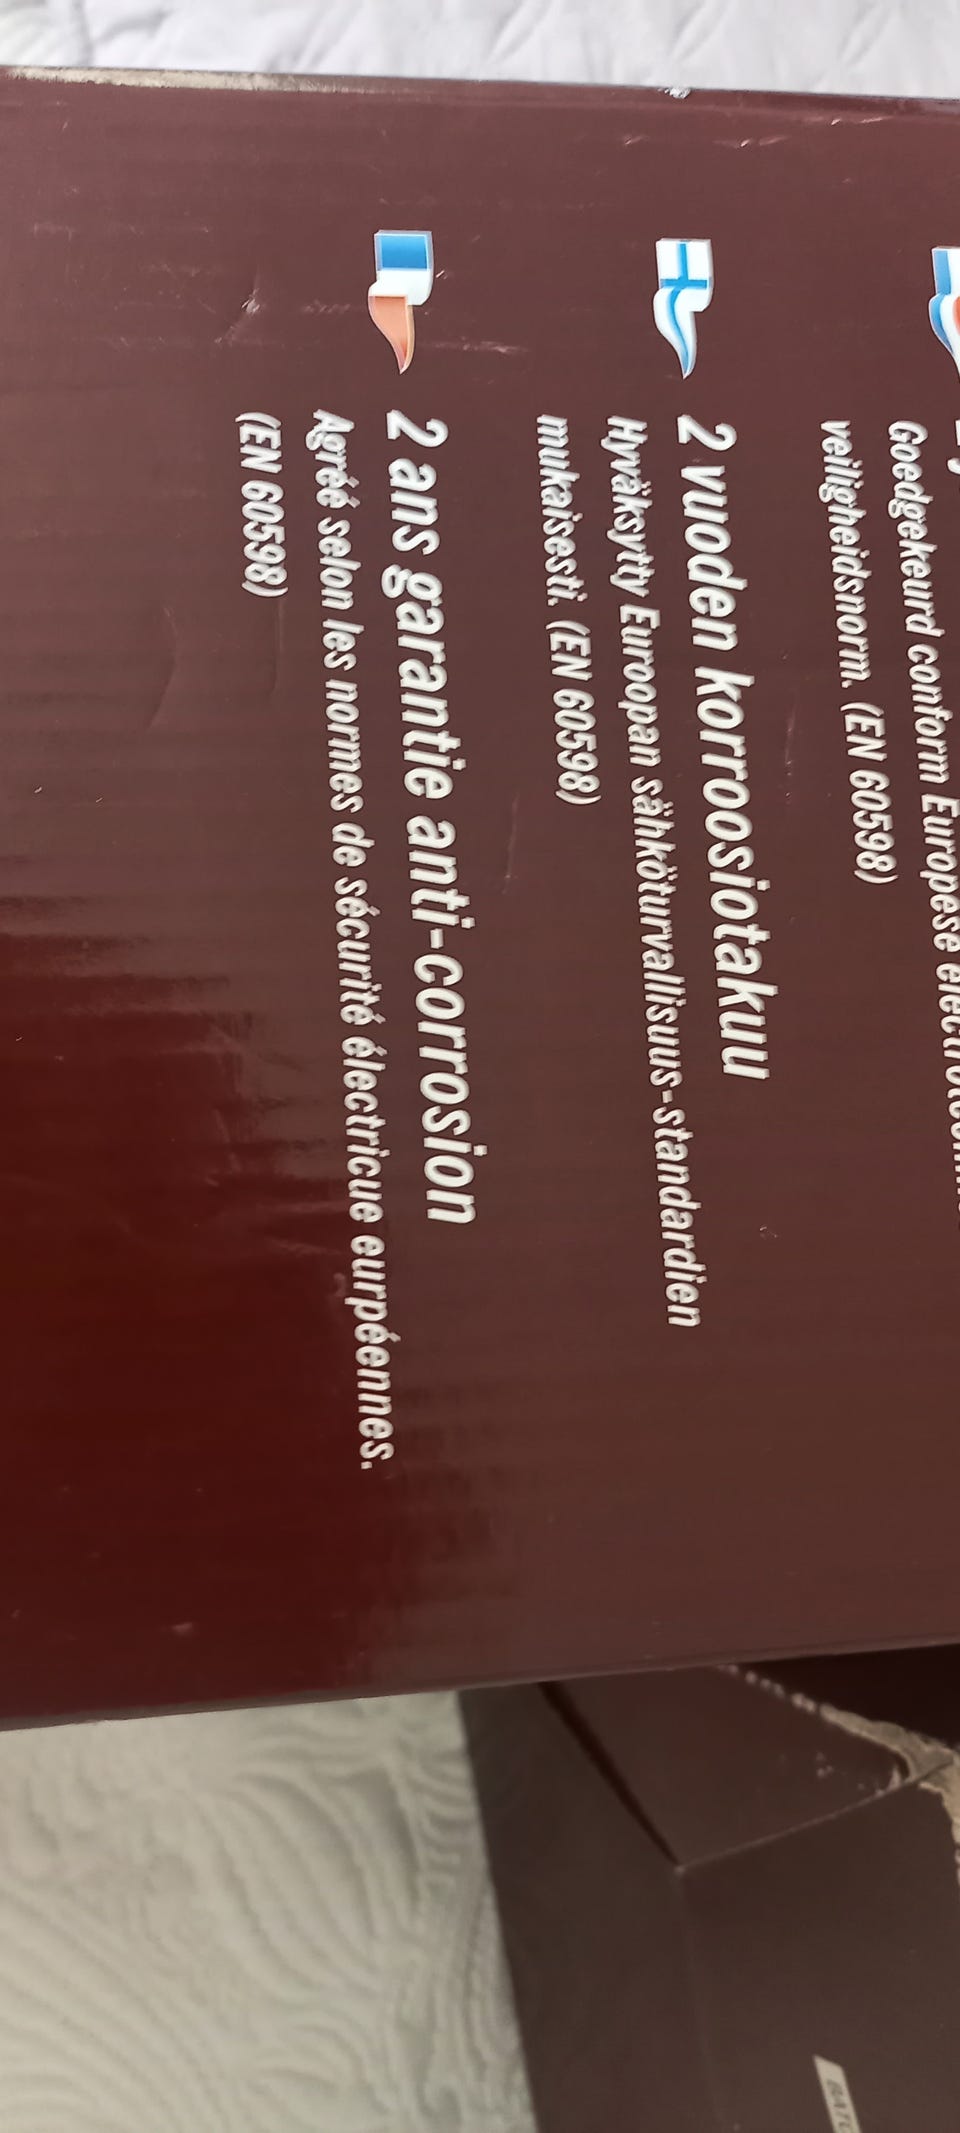 Goedgekeurd conform Europese
veiligheidsnorm. (EN 60598)
2 vuoden korroosiotakuu
Hyväksytty Euroopan sähköturvallisuus-standardien
mukaisesti. (EN 60598)
2 ans garantie anti-corrosion
Agréé selon les normes de sécurité électricue eurpéennes.
(EN 60598)